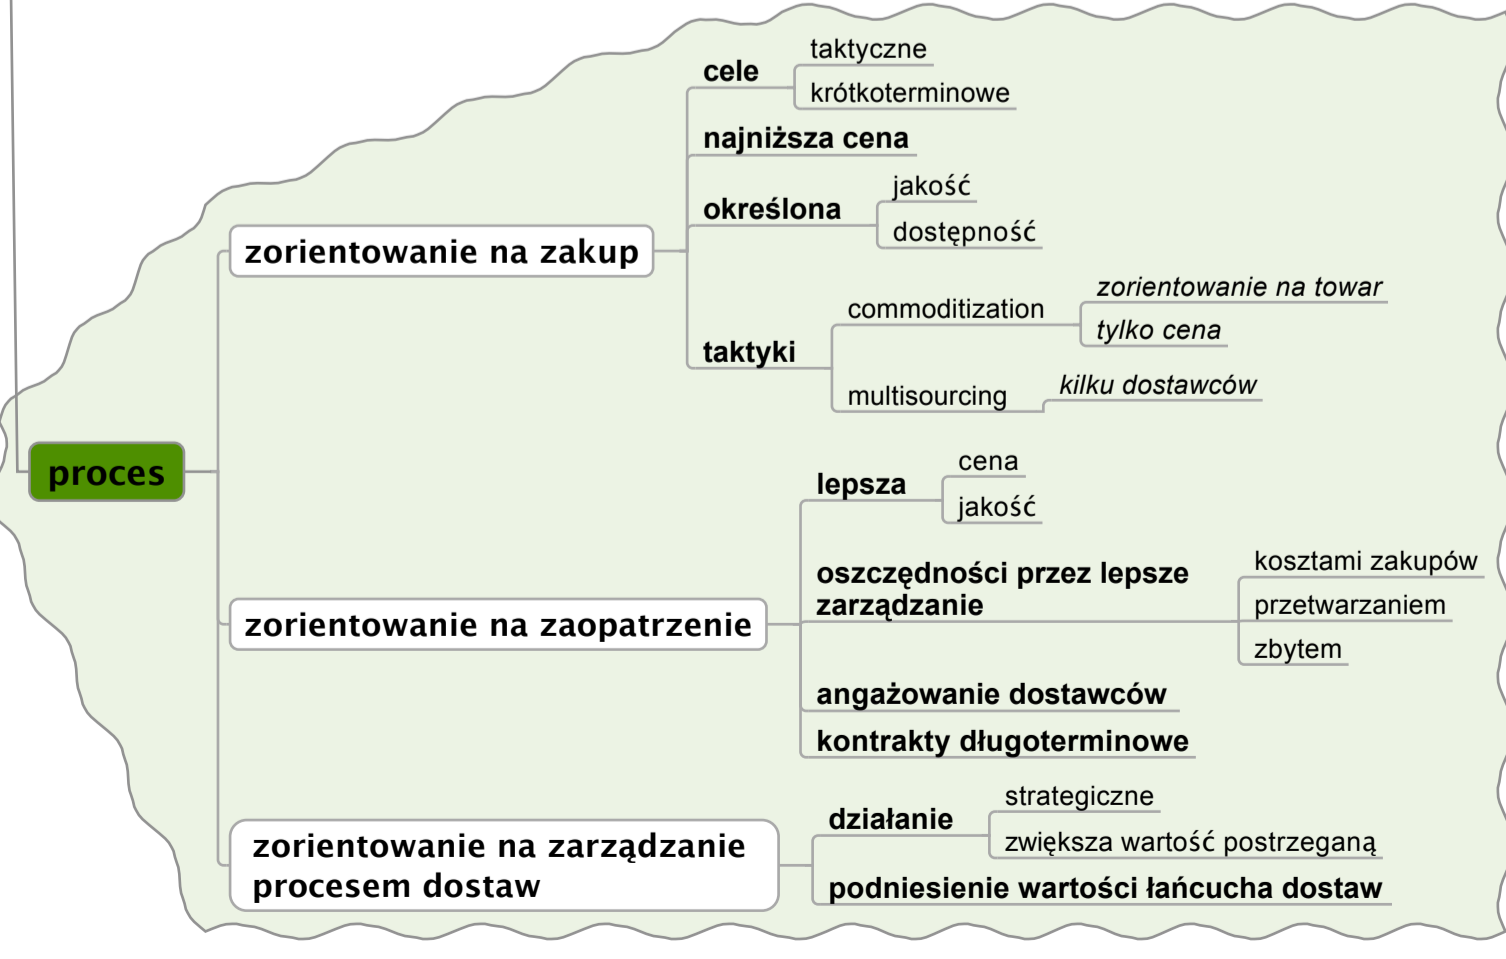 proces
zorientowanie na zakup
cele
taktyczne
krótkoterminowe
najniższa cena
określona
jakość
dostępność
taktyki
commoditization
zorientowanie na towar
tylko cena
multisourcing
kilku dostawców
zorientowanie na zaopatrzenie
lepsza
cena
jakość
oszczędności przez lepsze
zarządzanie
kosztami zakupów
przetwarzaniem
zbytem
angażowanie dostawców
kontrakty długoterminowe
zorientowanie na zarządzanie
procesem dostaw
działanie
strategiczne
zwiększa wartość postrzeganą
podniesienie wartości łańcucha dostaw